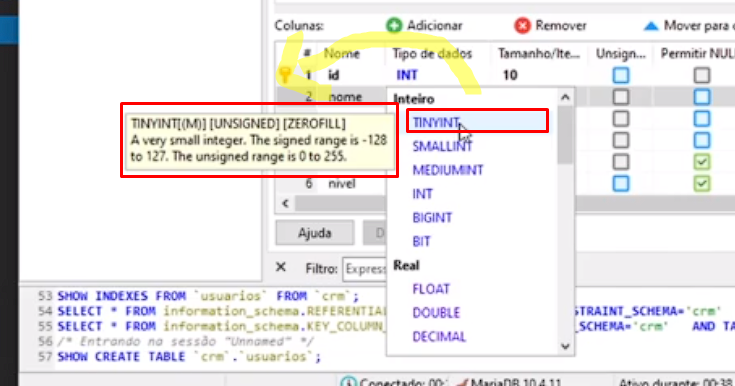 Colunas: Adicionar Remover Mover para c
# Nome Tipo de dados Tamanho/Ite... Unsign... Permitir NUL
1 id INT 10
2 nome
Inteiro
TINYINT
SMALLINT
MEDIUMINT
INT
BIGINT
BIT
Real
FLOAT
DOUBLE
DECIMAL
TINYINT[(M)] [UNSIGNED] [ZEROFILL]
A very small integer. The signed range is -128
to 127. The unsigned range is 0 to 255.
6 nivel
Ajuda
Filtro: Express
53 SHOW INDEXES FROM `usuarios` FROM `crm`;
54 SELECT * FROM information_schema.REFERENTIAL STRAINT_SCHEMA='crm'
55 SELECT * FROM information_schema.KEY_COLUMN_ _SCHEMA='crm' AND TA
56 /* Entrando na sessão "Unnamed" */
57 SHOW CREATE TABLE `crm`.`usuarios`;
Conectado: 00: MariaDB 10.4.11 Ativo durante: 00:38